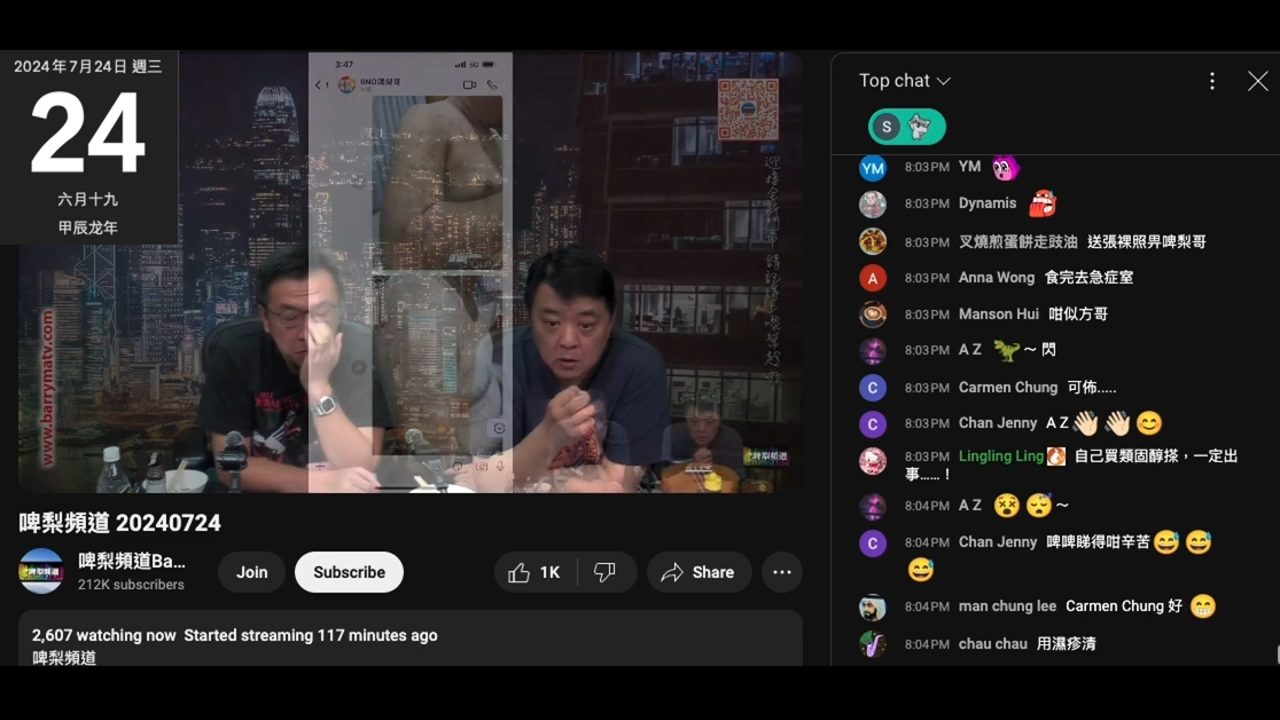 2024年7月24日 週三
24
六月十九
甲辰龙年
3:47
5G
1
www.barrymatv.com
啤梨頻道
啤梨頻道 20240724
啤梨頻道Ba...
212K subscribers
Join
Subscribe
1K
Share
2,607 watching now Started streaming 117 minutes ago
啤梨頻道
Top chat
S
YM 8:03 PM YM
8:03 PM Dynamis
8:03 PM 叉燒煎蛋餅走豉油 送張裸照畀啤梨哥
A 8:03 PM Anna Wong 食完去急症室
8:03 PM Manson Hui 咁似方哥
8:03 PM A Z 🦖～閃
C 8:03 PM Carmen Chung 可佈.....
C 8:03 PM Chan Jenny A Z👋🏻👋🏻😊
8:03 PM Lingling Ling 自己買類固醇搽，一定出
事......！
8:04 PM A Z 😵😴～
C 8:04 PM Chan Jenny 啤啤睇得咁辛苦😅😅
😅
8:04 PM man chung lee Carmen Chung 好 😁
8:04 PM chau chau 用濕疹清